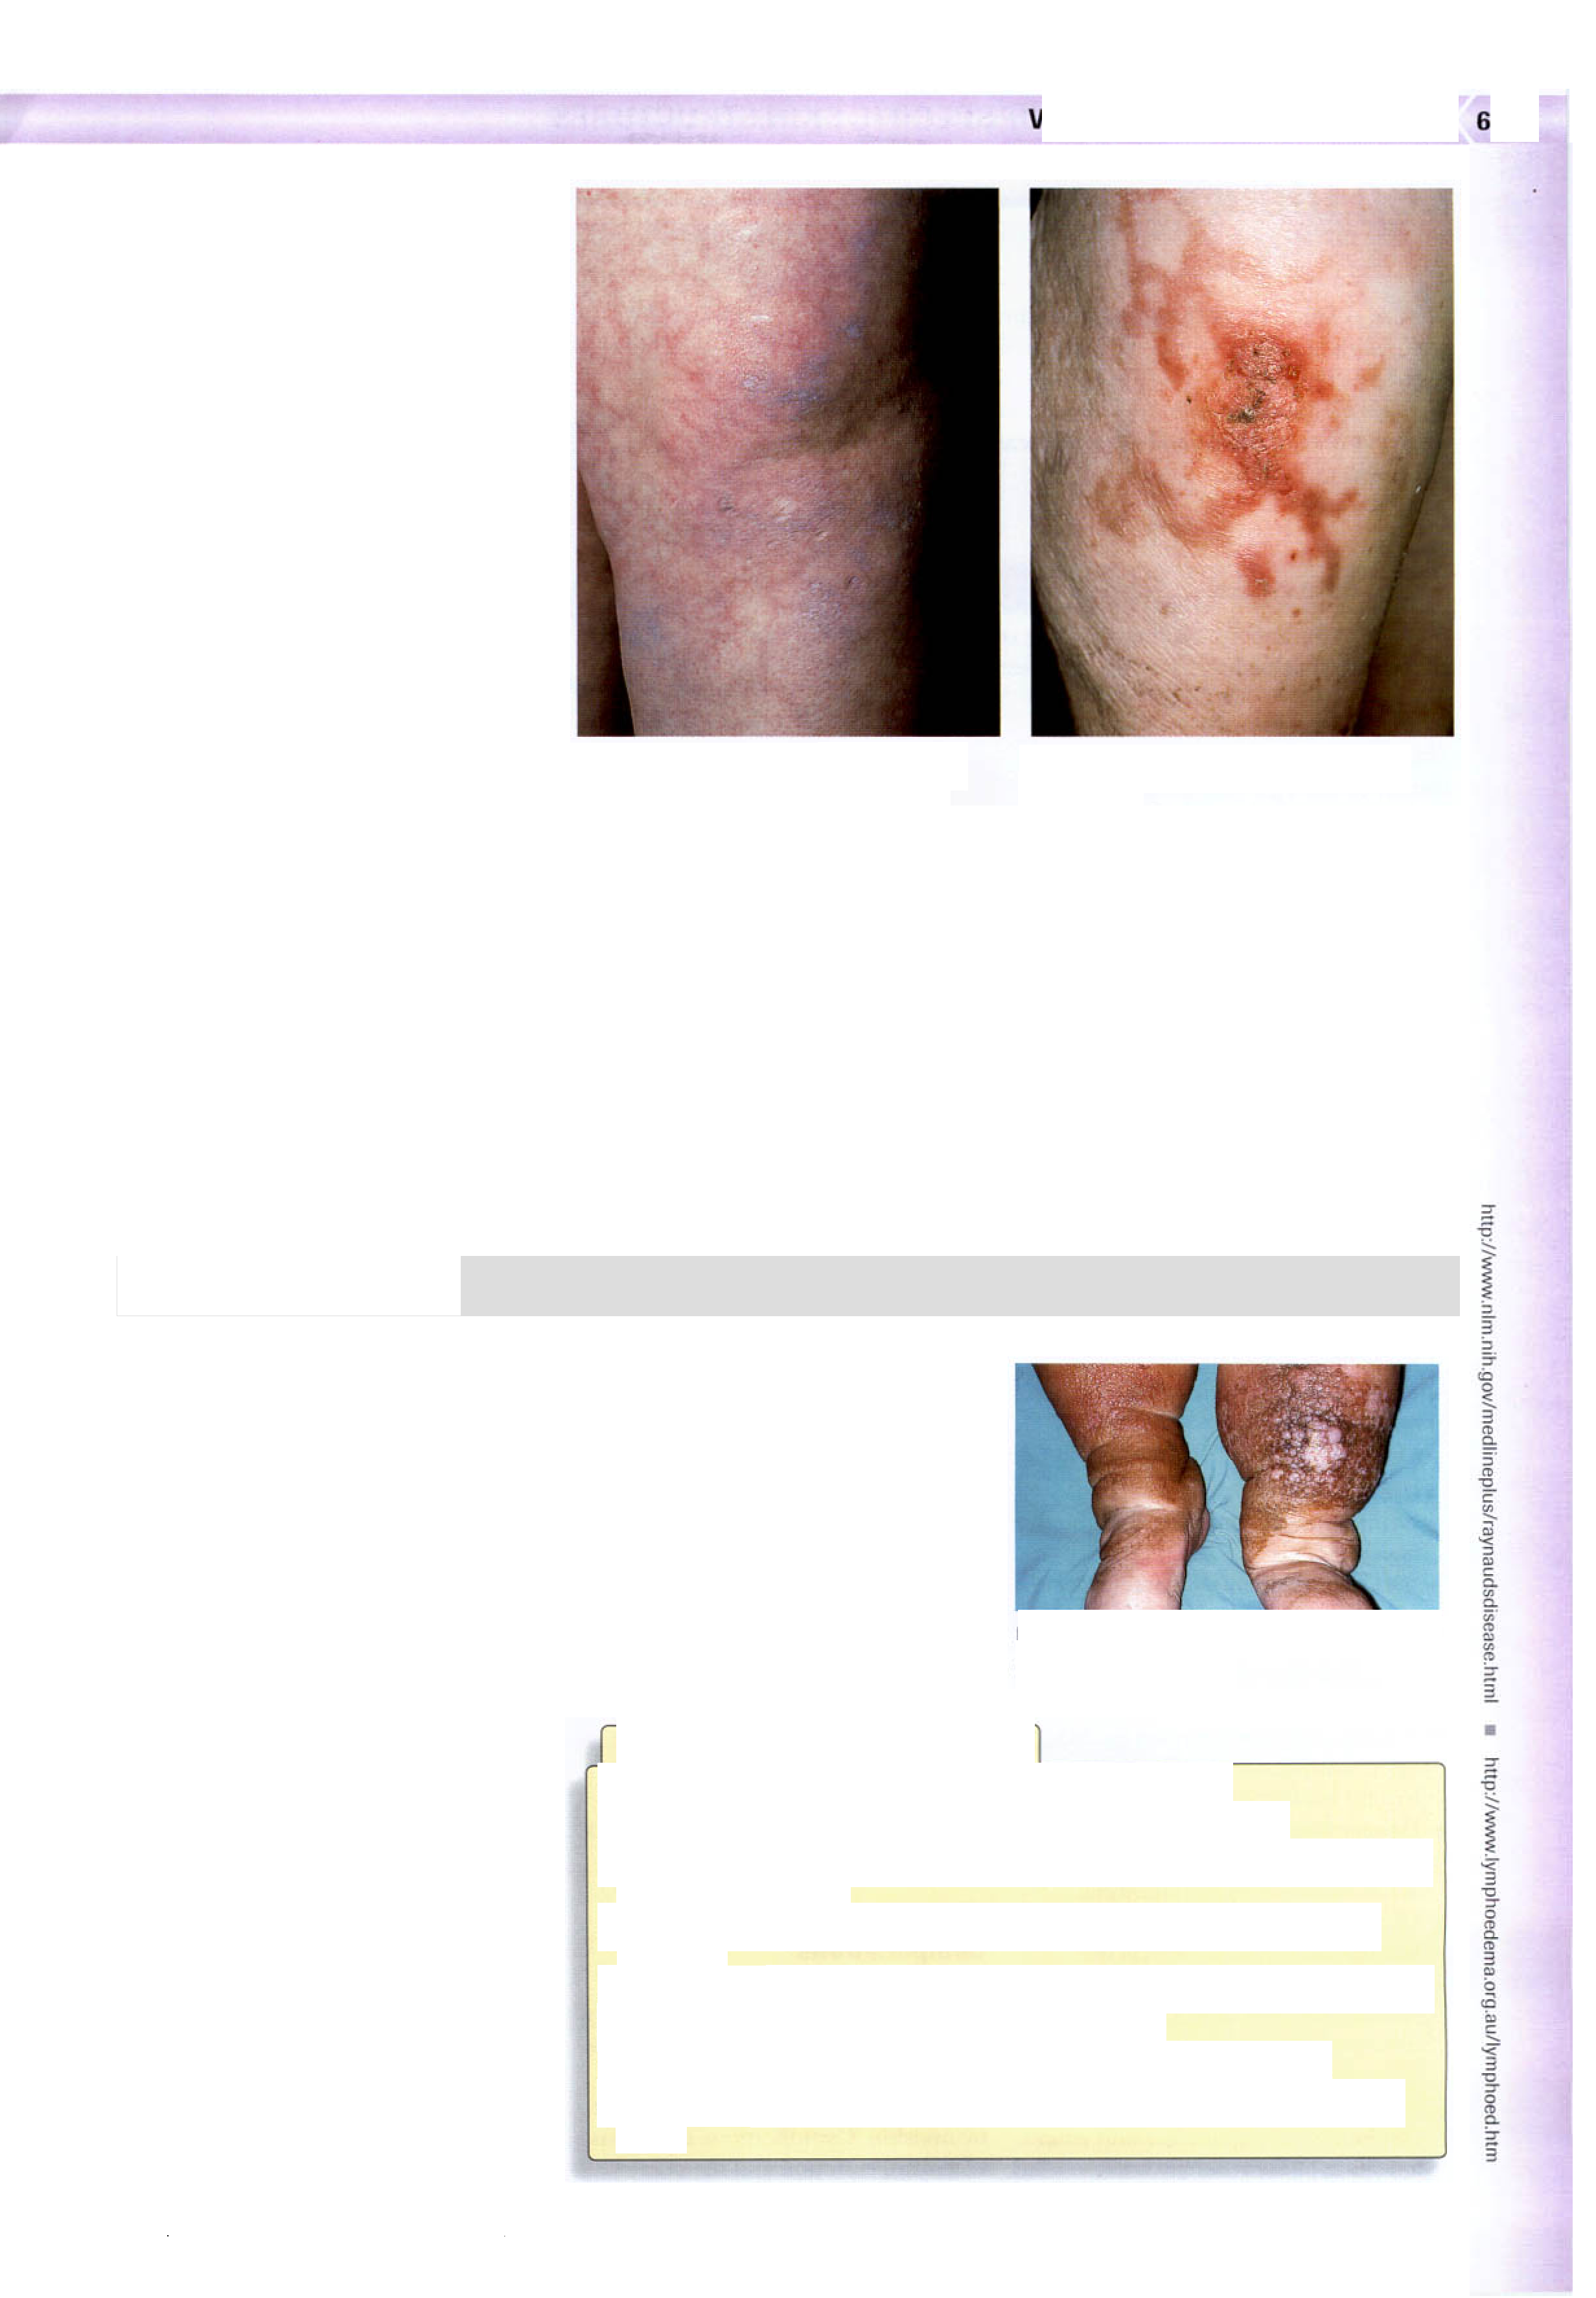 V
6
http://www.nlm.nih.gov/medlineplus/raynaudsdisease.html ■ http://www.lymphoedema.org.au/lymphoed.htm